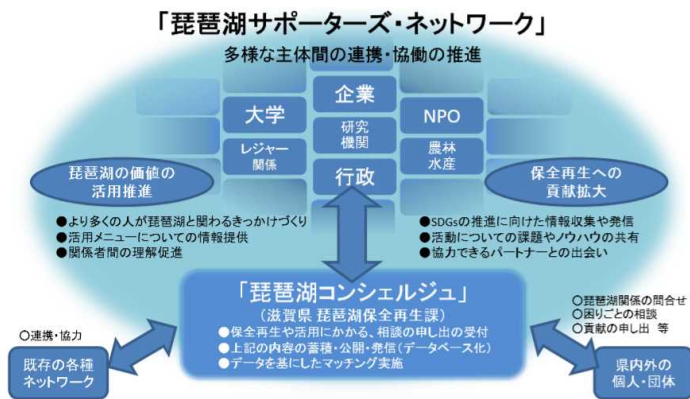 「琵琶湖サポーターズ・ネットワーク」
多様な主体間の連携・協働の推進
企業
大学
NPO
研究
機関
レジャー
関係
農林
水産
行政
琵琶湖の価値の
活用推進
保全再生への
貢献拡大
●より多くの人が琵琶湖と関わるきっかけづくり
●活用メニューについての情報提供
●関係者間の理解促進
●SDGsの推進に向けた情報収集や発信
●活動についての課題やノウハウの共有
●協力できるパートナーとの出会い
「琵琶湖コンシェルジュ」
(滋賀県 琵琶湖保全再生課)
●保全再生や活用にかかる、相談の申し出の受付
●上記の内容の蓄積・公開・発信(データベース化)
●データを基にしたマッチング実施
○連携・協力
既存の各種
ネットワーク
○琵琶湖関係の問合せ
○困りごとの相談
○貢献の申し出 等
県内外の
個人・団体